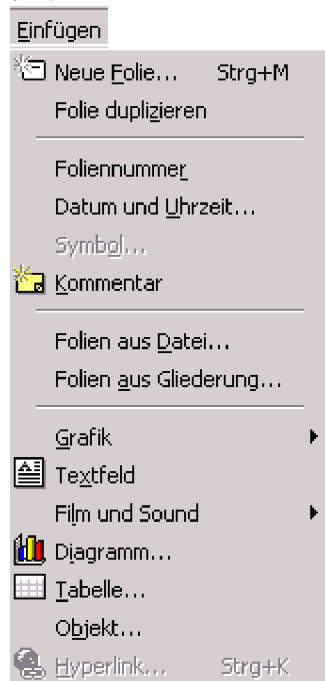 Einfügen
Neue Folie... Strg+M
Folie duplizieren
Foliennummer
Datum und Uhrzeit...
Symbol...
Kommentar
Folien aus Datei...
Folien aus Gliederung...
Grafik
Textfeld
Film und Sound
Diagramm...
Tabelle...
Objekt...
Hyperlink... Strg+K